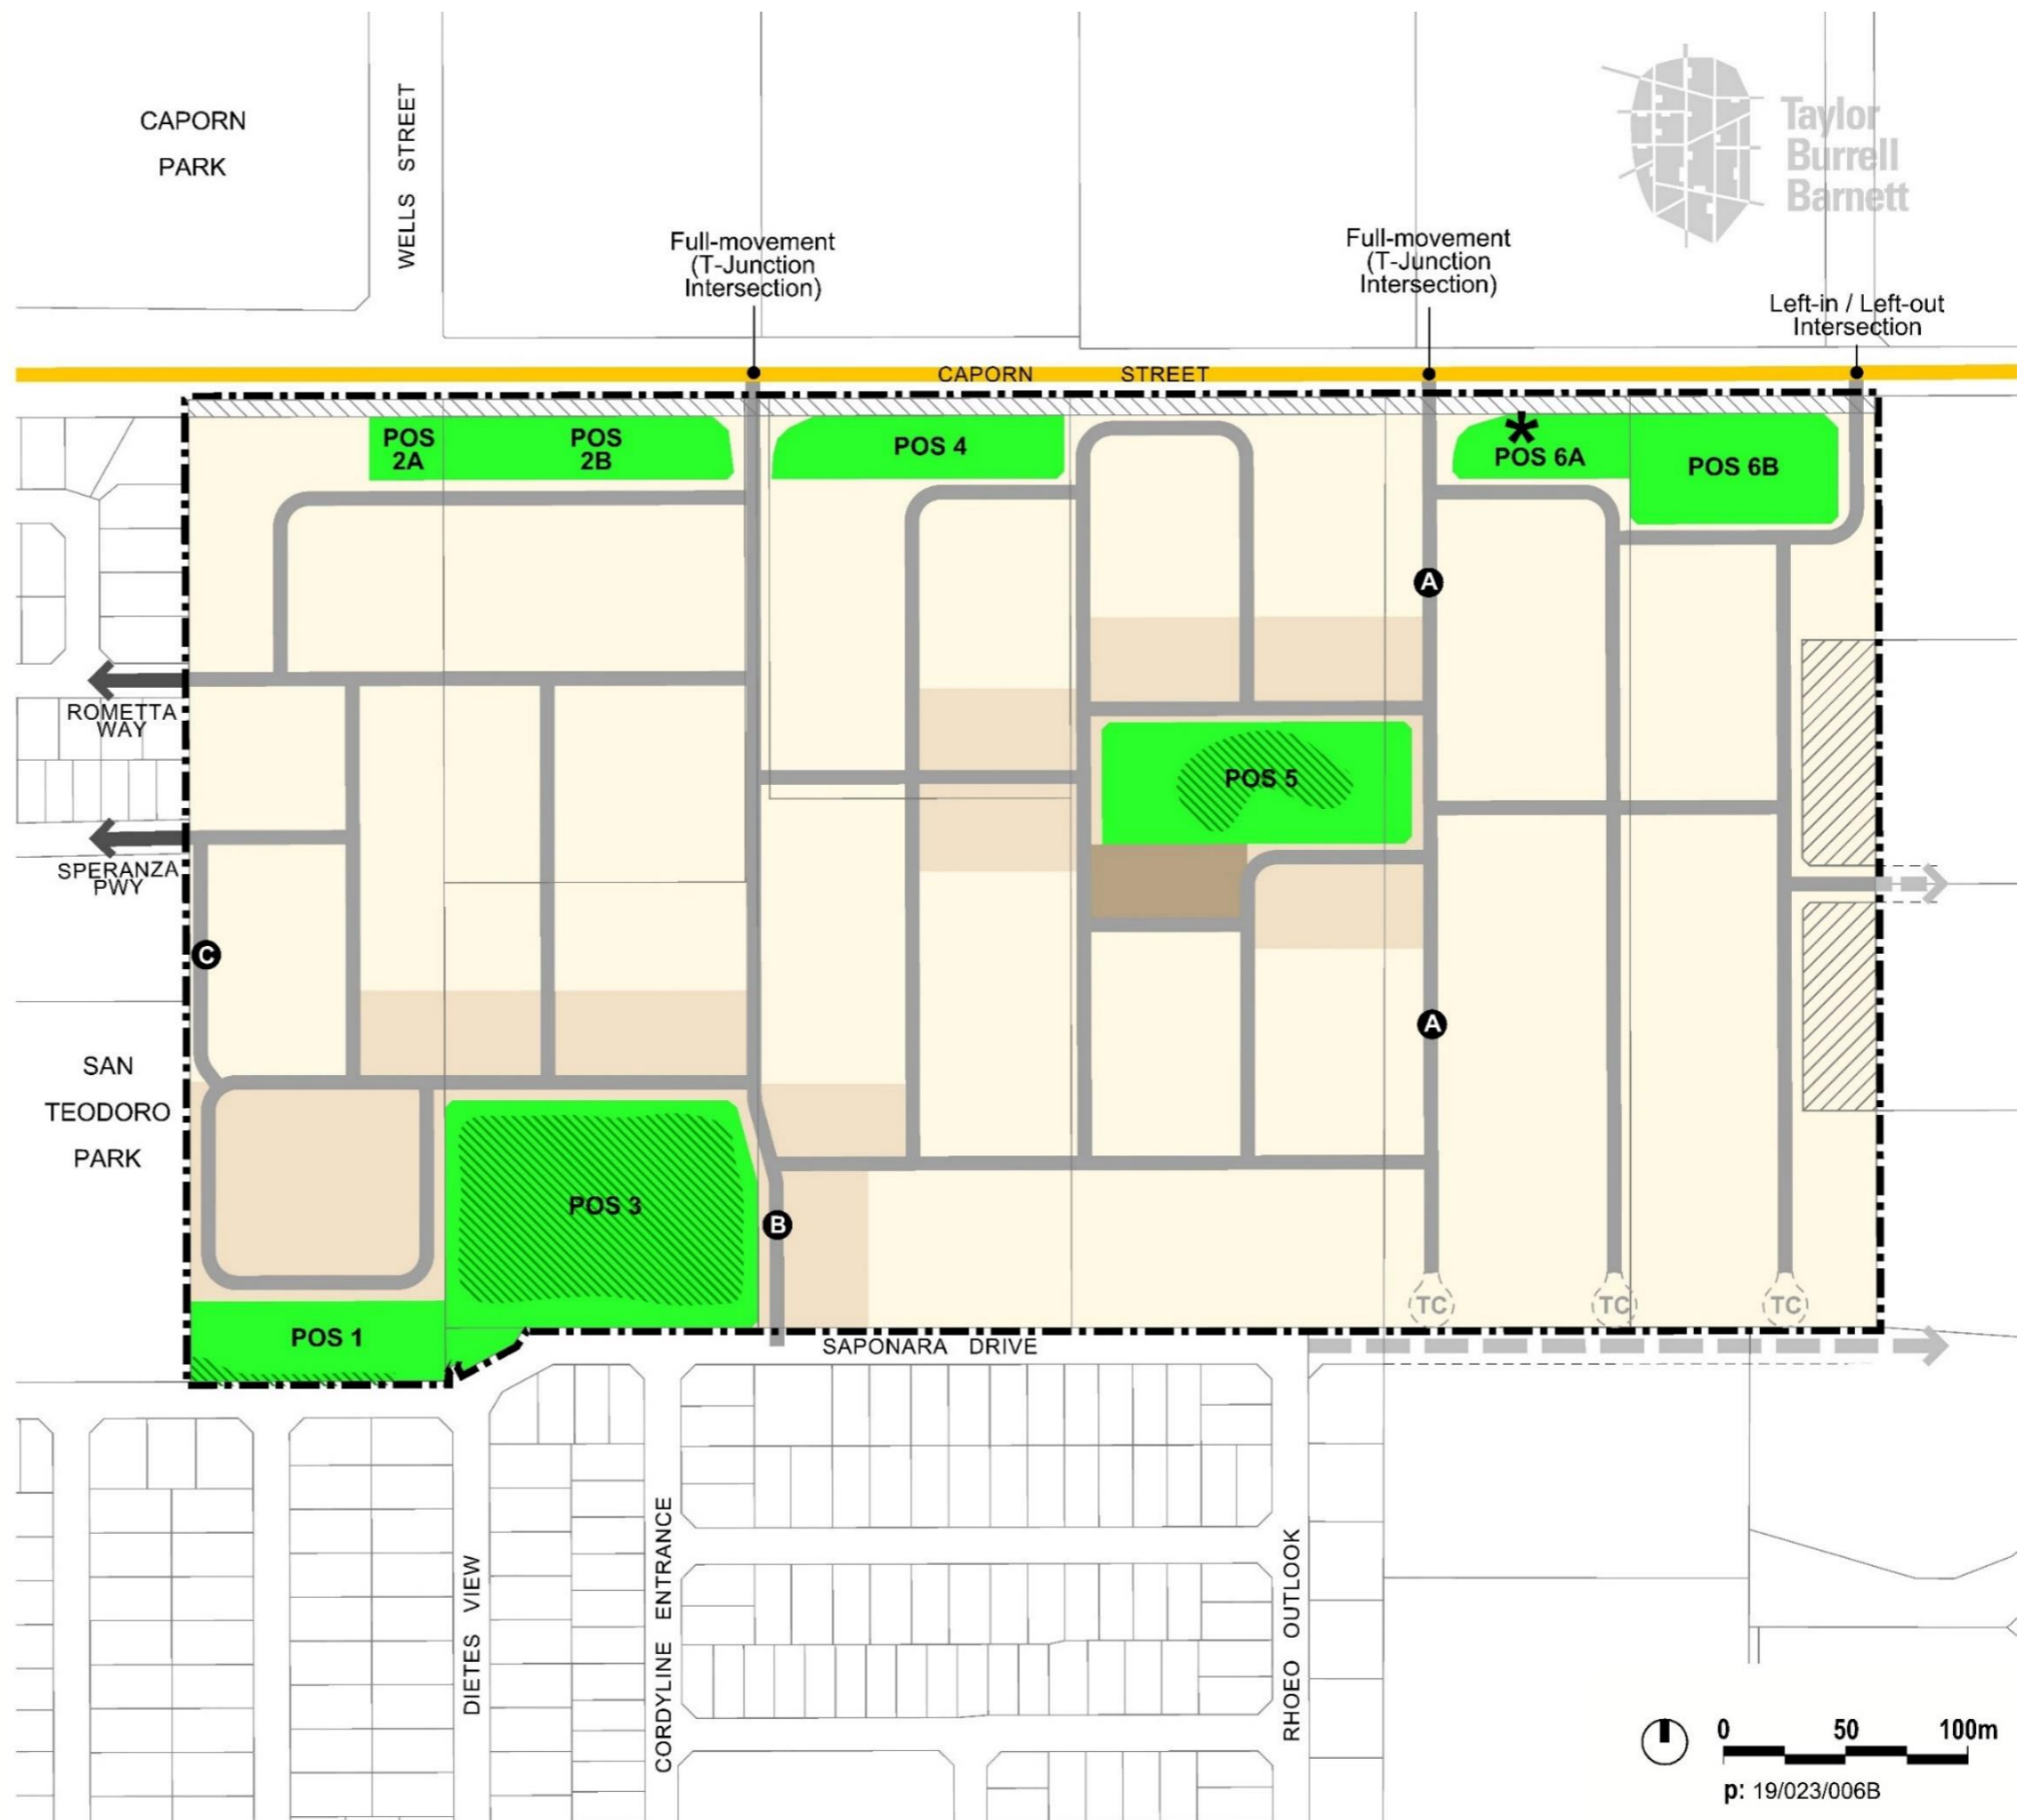 CAPORN
PARK
WELLS STREET
Taylor
Burrell
Barnett
Full-movement
(T-Junction
Intersection)
Full-movement
(T-Junction
Intersection)
Left-in / Left-out
Intersection
CAPORN STREET
POS
2A
POS
2B
POS 4
POS 6A
POS 6B
A
ROMETTA
WAY
POS 5
SPERANZA
PWY
C
A
SAN
TEODORO
PARK
POS 3
B
TC
TC
TC
POS 1
SAPONARA DRIVE
DIETES VIEW
CORDYLINE ENTRANCE
RHOEO OUTLOOK
0 50 100m
p: 19/023/006B